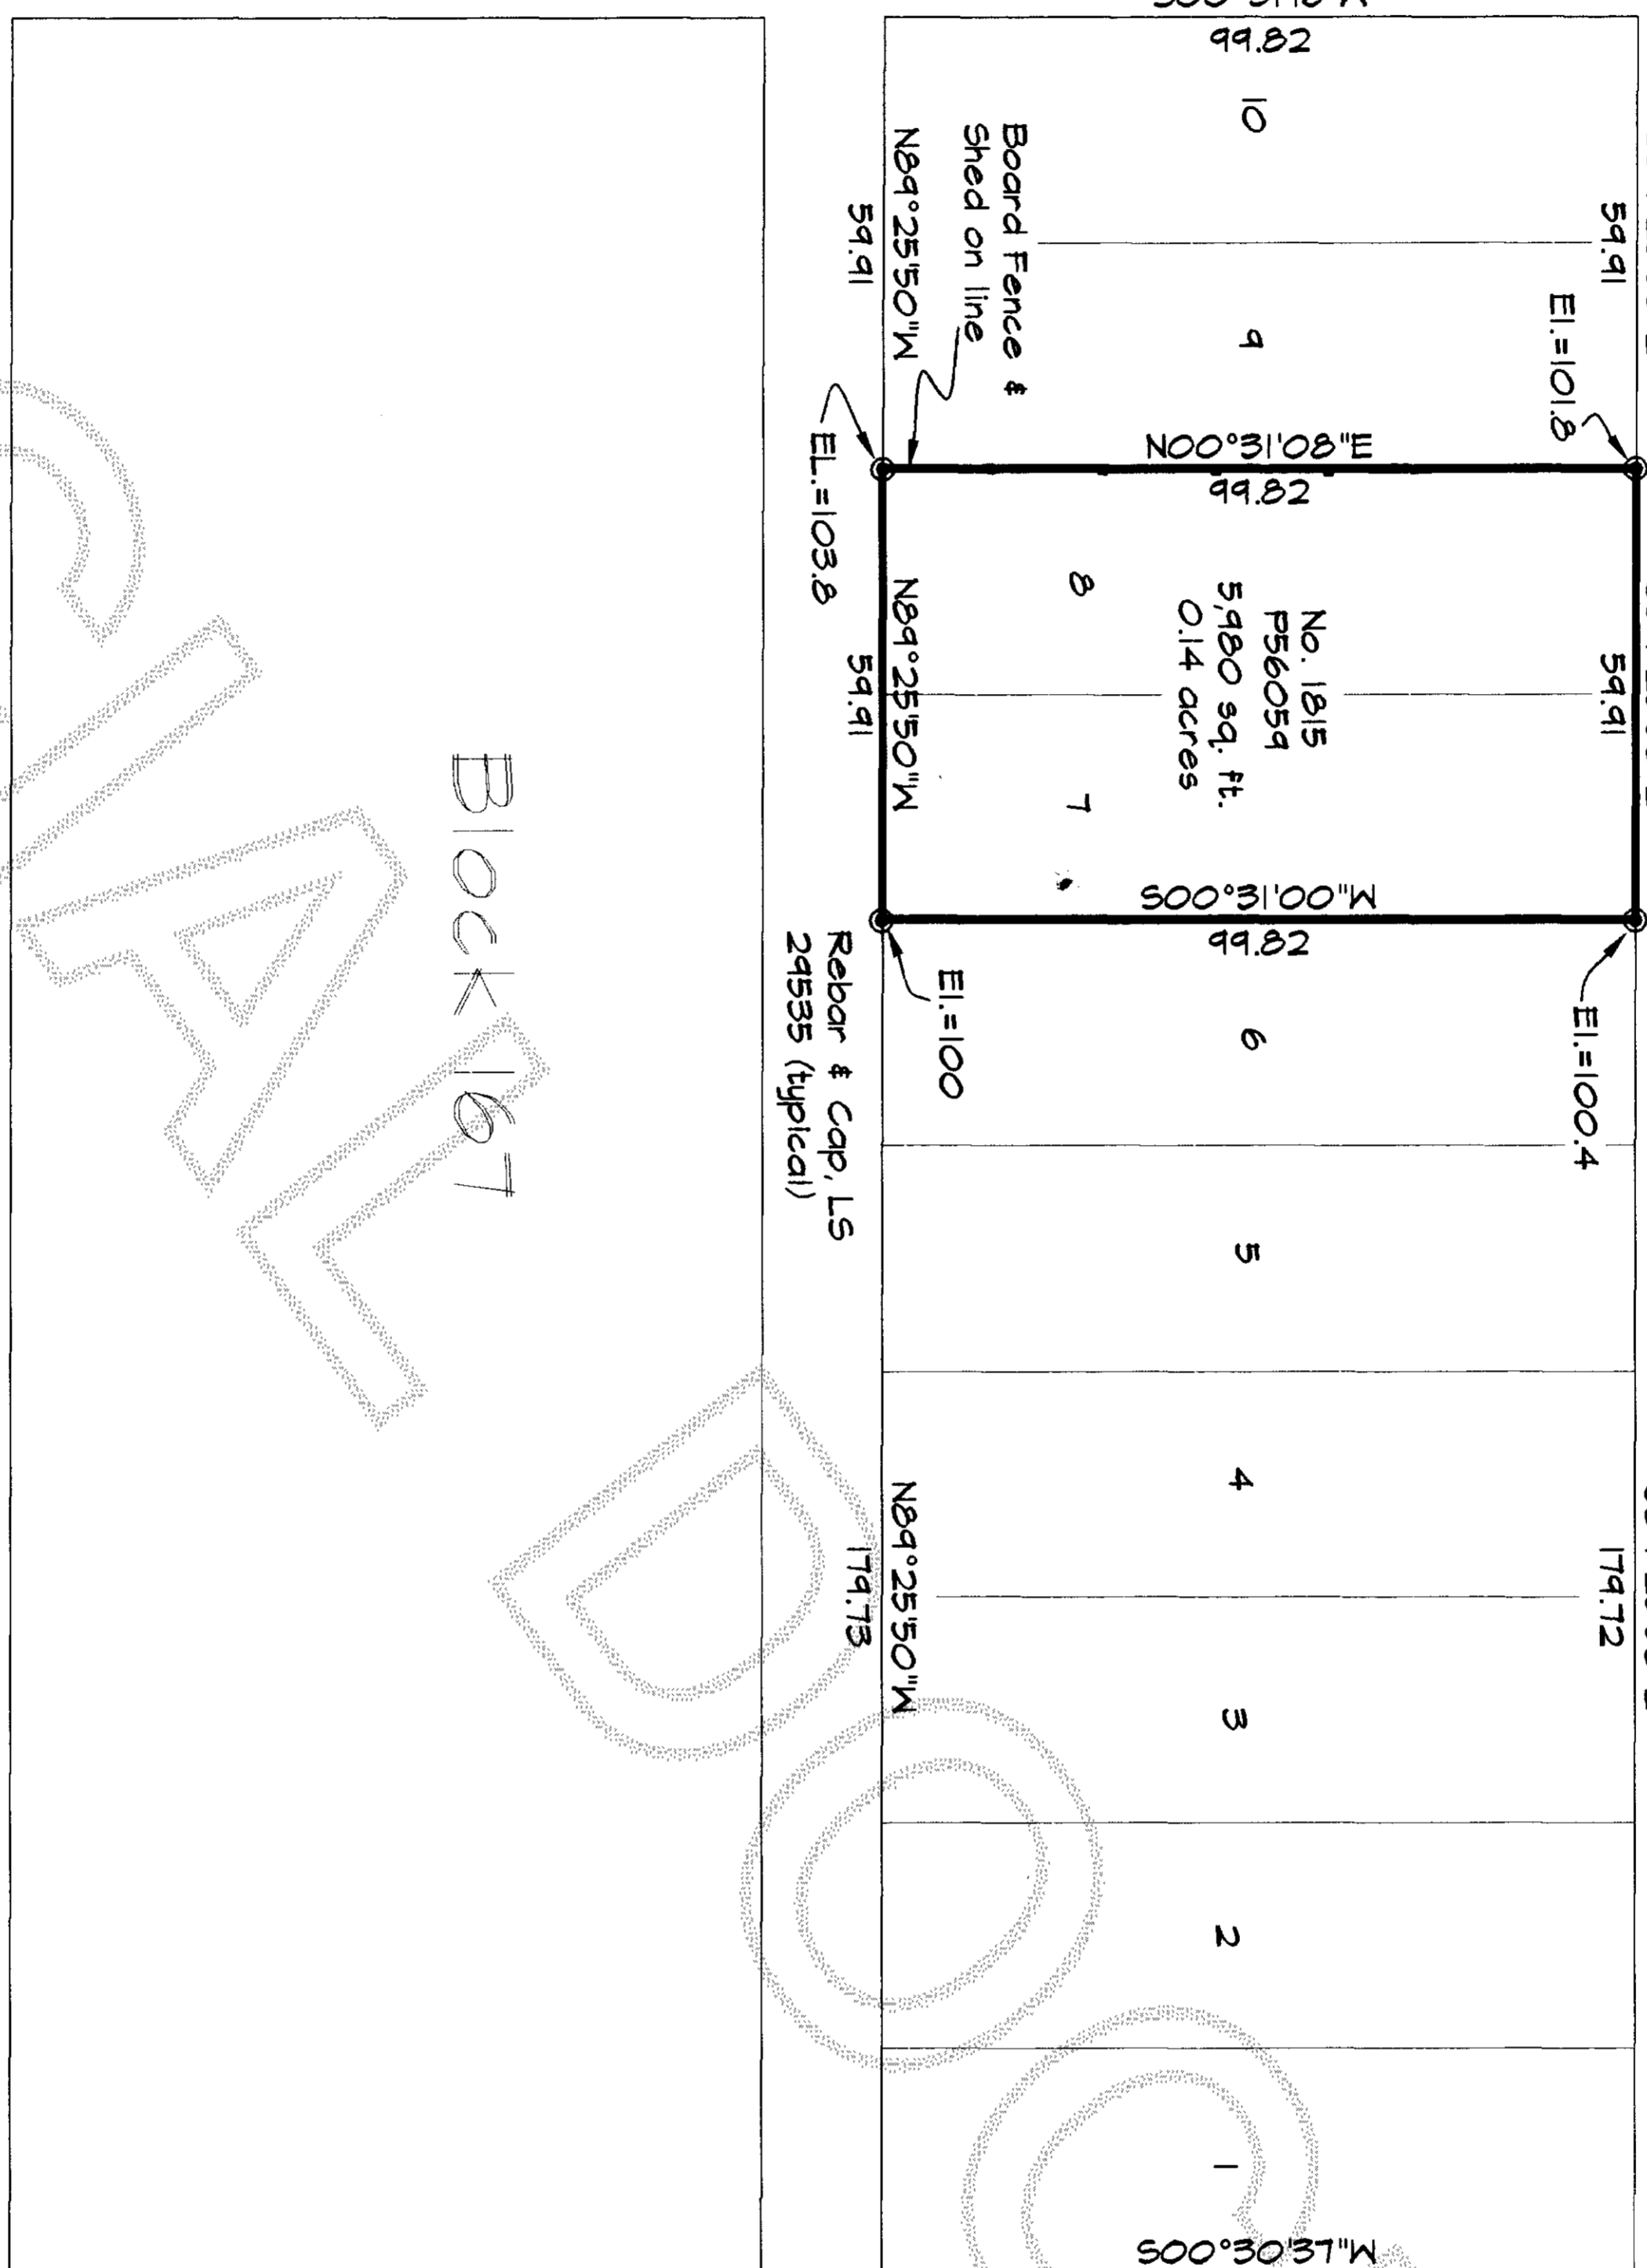 99.82
10
59.91
59.91
N89°25'50"W
Board Fence &
Shed on line
9
El.=101.8
N00°31'08"E
99.82
EL.=103.8
8
No. 1815
P56059
5,980 sq. ft.
0.14 acres
59.91
N89°25'50"W
59.91
7
S00°31'00"W
99.82
El.=100.4
El.=100
Rebar & Cap, LS
29535 (typical)
6
Block 167
5
4
179.72
N89°25'50"W
179.73
3
2
1
S00°30'37"W
CIAL DOC